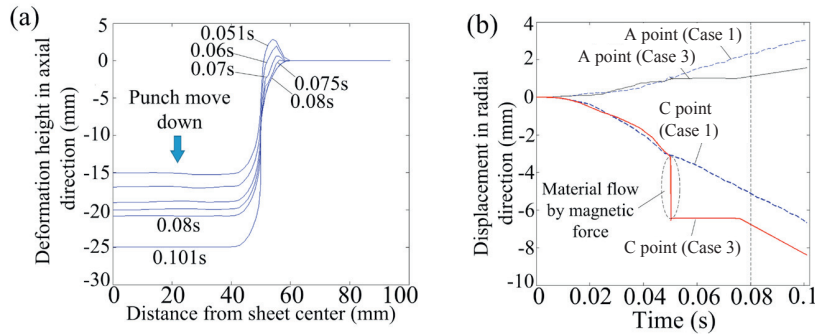 (a)
Deformation height in axial
direction (mm)
5
0
-5
-10
-15
-20
-25
-30
0.051s
0.06s
0.07s
0.075s
0.08s
Punch move
down
0.08s
0.101s
0
20
40
60
80
100
Distance from sheet center (mm)
(b)
Displacement in radial
direction (mm)
4
2
0
-2
-4
-6
-8
-10
A point (Case 1)
A point (Case 3)
C point
(Case 1)
Material flow
by magnetic
force
C point (Case 3)
0
0.02
0.04
0.06
0.08
0.1
Time (s)